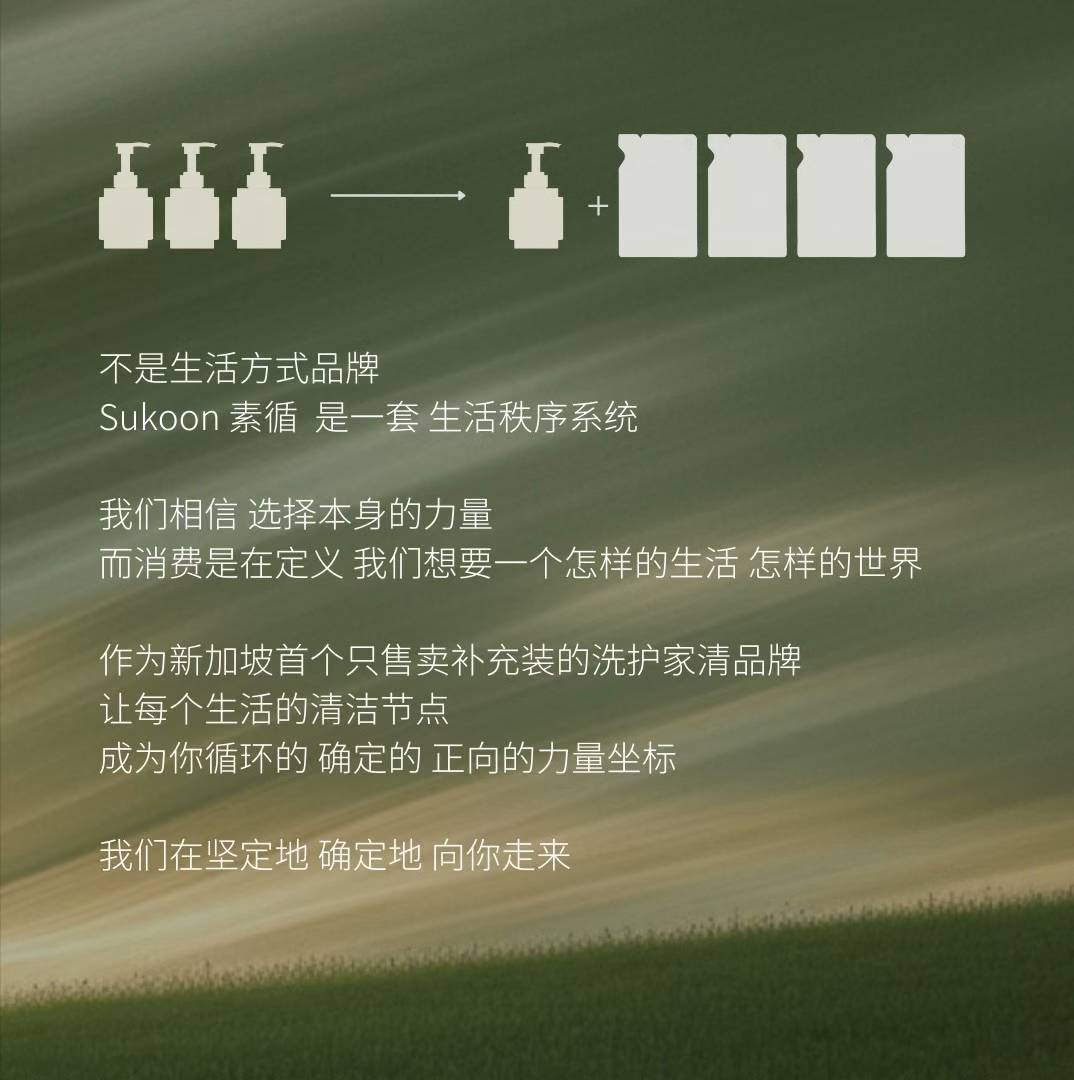 不是生活方式品牌
Sukoon 素循 是一套 生活秩序系统
我们相信 选择本身的力量
而消费是在定义 我们想要一个怎样的生活 怎样的世界
作为新加坡首个只售卖补充装的洗护家清品牌
让每个生活的清洁节点
成为你循环的 确定的 正向的力量坐标
我们在坚定地 确定地 向你走来